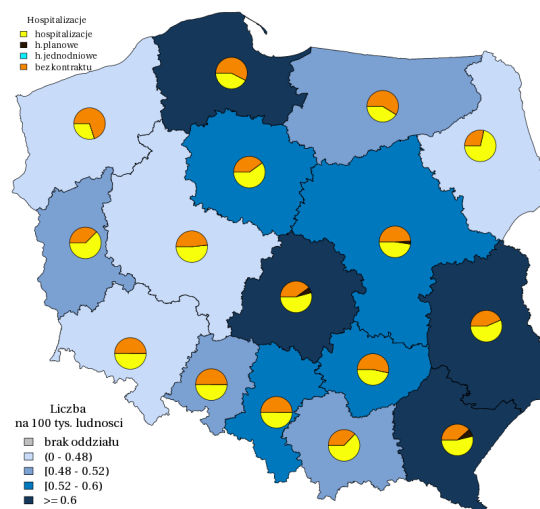 Hospitalizacje
hospitalizacje
h.planowe
h.jednodniowe
bez kontraktu
Liczba
na 100 tys. ludnosci
brak oddziału
(0 - 0.48)
[0.48 - 0.52)
[0.52 - 0.6)
>= 0.6